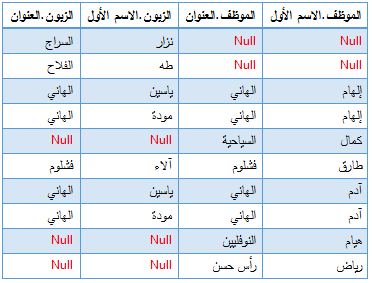 الموظف.الاسم الأول الموظف.العنوان الزبون.الاسم الأول الزبون.العنوان
Null Null نزار السراج
Null Null طه الفلاح
إلهام الهاني ياسين الهاني
إلهام الهاني مودة الهاني
كمال السياحية Null Null
طارق قشلوم آلاء قشلوم
آدم الهاني ياسين الهاني
آدم الهاني مودة الهاني
هيام النوفليين Null Null
رياض رأس حسن Null Null